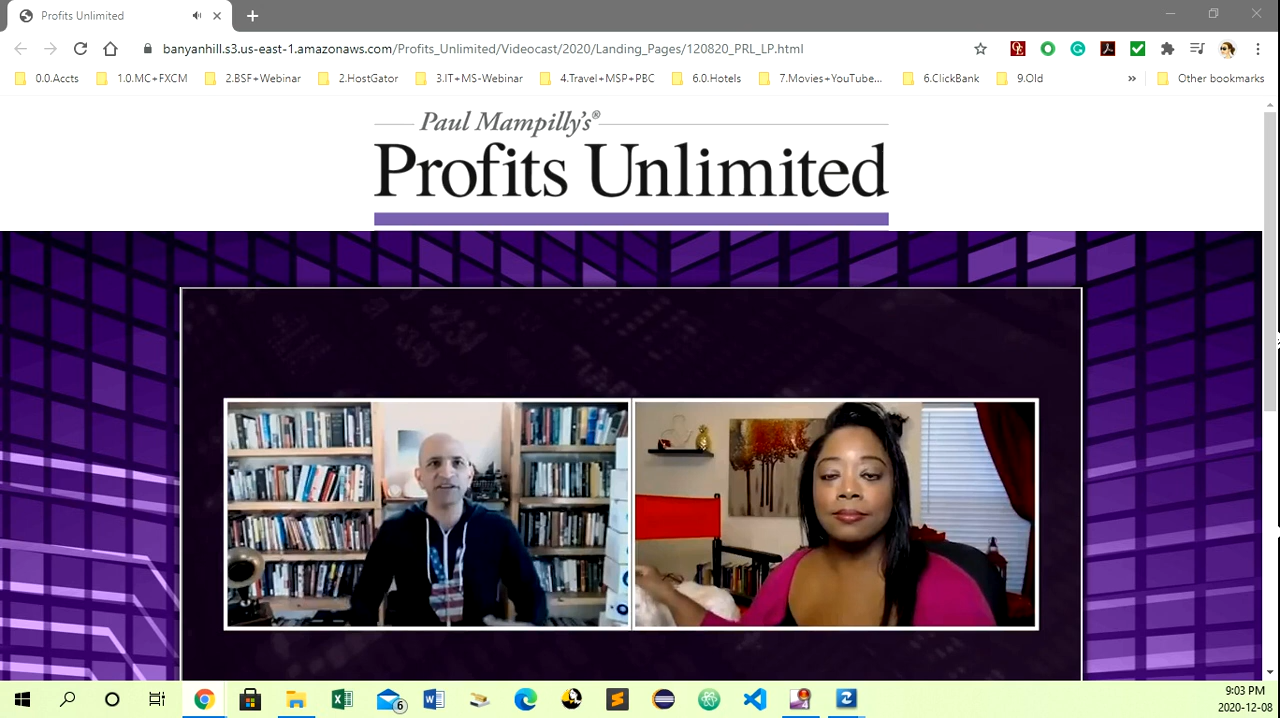 Profits Unlimited
banyanhill.s3.us-east-1.amazonaws.com/Profits_Unlimited/Videocast/2020/Landing_Pages/120820_PRL_LP.html
0.0.Accts 1.0.MC+FXCM 2.BSF+Webinar 2.HostGator 3.IT+MS-Webinar 4.Travel+MSP+PBC 6.0.Hotels 7.Movies+YouTube... 6.ClickBank 9.Old » Other bookmarks
Paul Mampilly's®
Profits Unlimited
6
9:03 PM
2020-12-08